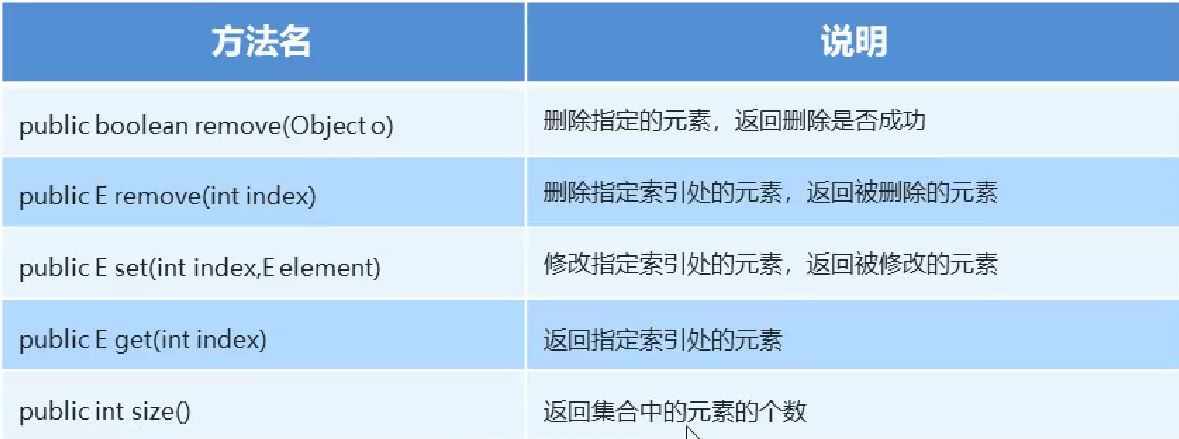 方法名 说明
public boolean remove(Object o) 删除指定的元素，返回删除是否成功
public E remove(int index) 删除指定索引处的元素，返回被删除的元素
public E set(int index,E element) 修改指定索引处的元素，返回被修改的元素
public E get(int index) 返回指定索引处的元素
public int size() 返回集合中的元素的个数